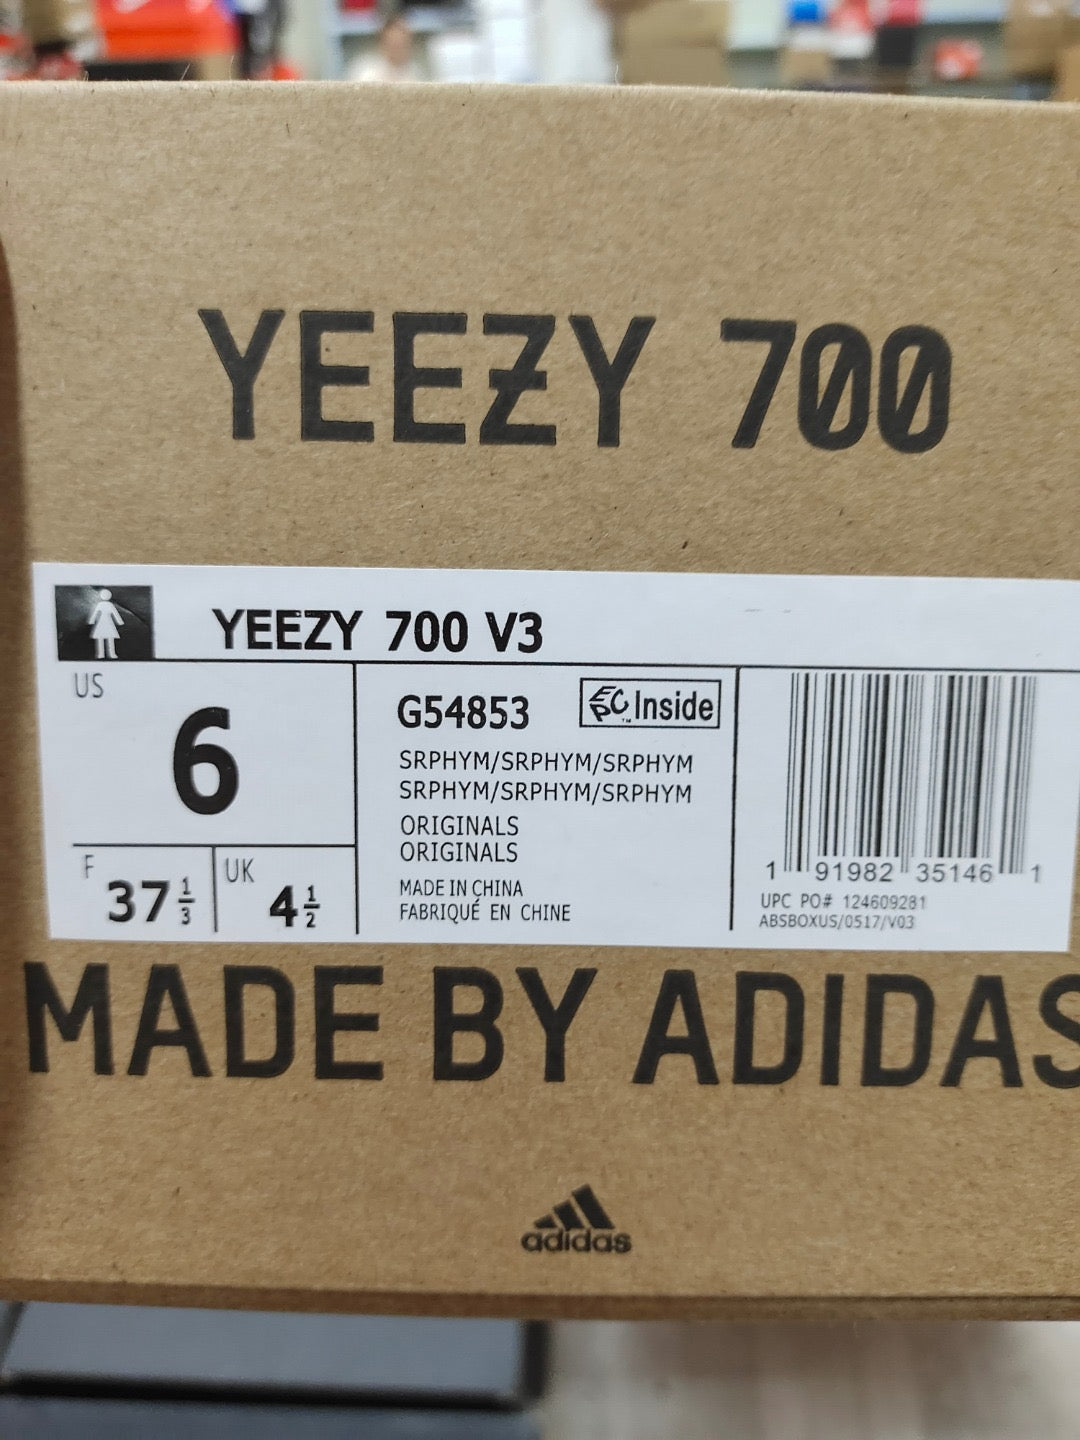 YEEZY 700
YEEZY 700 V3
US
6
F
37 1/3
UK
4 1/2
G54853
EPC Inside
™
SRPHYM/SRPHYM/SRPHYM
SRPHYM/SRPHYM/SRPHYM
ORIGINALS
ORIGINALS
MADE IN CHINA
FABRIQUÉ EN CHINE
1 91982 35146 1
UPC PO# 124609281
ABSBOXUS/0517/V03
MADE BY ADIDAS
adidas